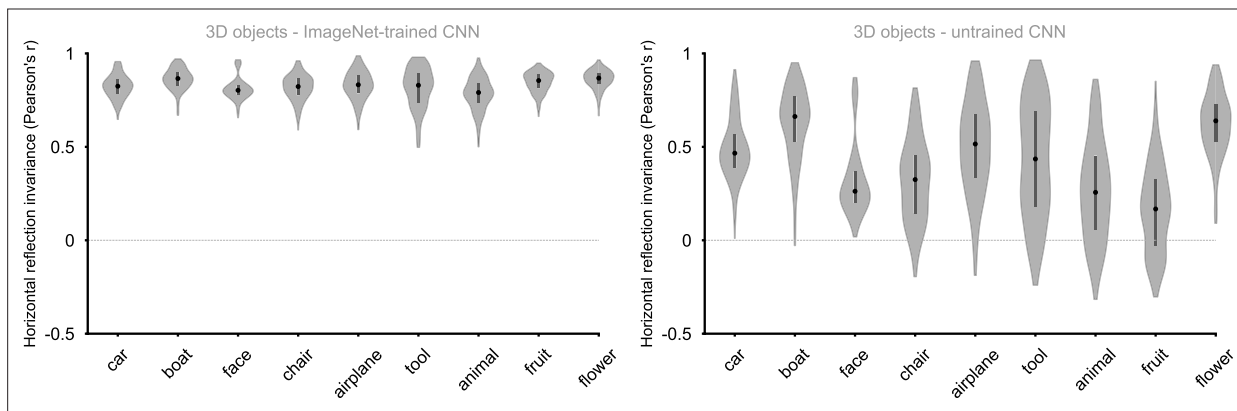 3D objects - ImageNet-trained CNN
Horizontal reflection invariance (Pearson's r)
1
0.5
0
-0.5
car
boat
face
chair
airplane
tool
animal
fruit
flower
3D objects - untrained CNN
Horizontal reflection invariance (Pearson's r)
1
0.5
0
-0.5
car
boat
face
chair
airplane
tool
animal
fruit
flower